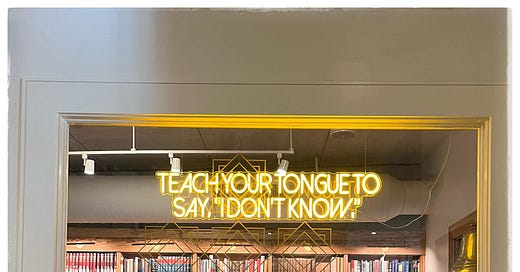 TEACH YOUR TONGUE TO
SAY, "I DON'T KNOW."